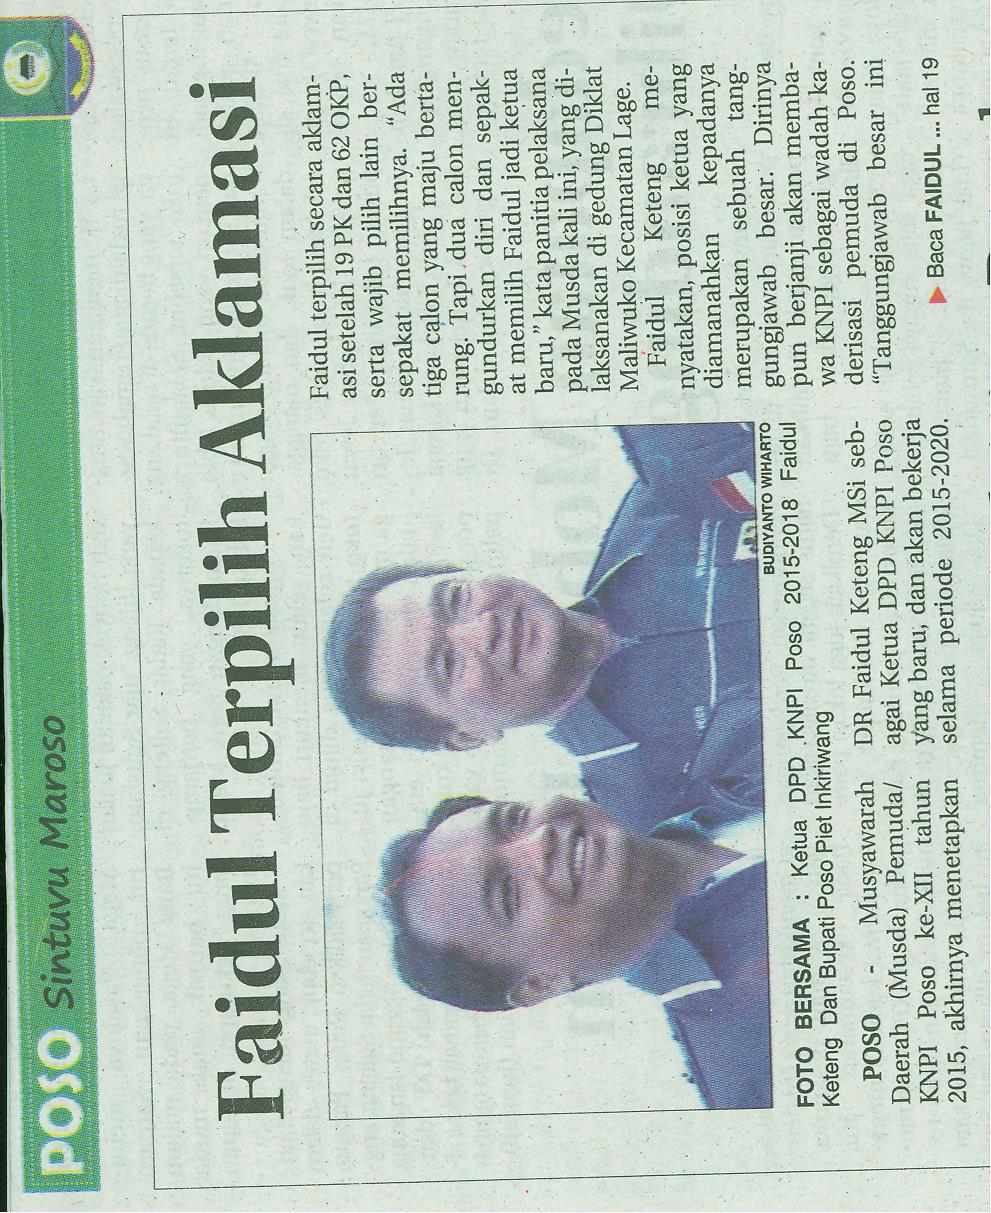 POSO Sintuvu Maroso
Faidul Terpilih Aklamasi
BUDIYANTO WIHARTO
FOTO BERSAMA : Ketua DPD KNPI Poso 2015-2018 Faidul
Keteng Dan Bupati Poso Piet Inkiriwang
POSO - Musyawarah
Daerah (Musda) Pemuda/
KNPI Poso ke-XII tahun
2015, akhirnya menetapkan
DR Faidul Keteng MSi seb-
agai Ketua DPD KNPI Poso
yang baru, dan akan bekerja
selama periode 2015-2020.
Faidul terpilih secara aklam-
asi setelah 19 PK dan 62 OKP,
serta wajib pilih lain ber-
sepakat memilihnya. “Ada
tiga calon yang maju berta-
rung. Tapi dua calon men-
gundurkan diri dan sepak-
at memilih Faidul jadi ketua
baru,” kata panitia pelaksana
pada Musda kali ini, yang di-
laksanakan di gedung Diklat
Maliwuko Kecamatan Lage.
Faidul Keteng me-
nyatakan, posisi ketua yang
diamanahkan kepadanya
merupakan sebuah tang-
gungjawab besar. Dirinya
pun berjanji akan memba-
wa KNPI sebagai wadah ka-
derisasi pemuda di Poso.
“Tanggungjawab besar ini
Baca FAIDUL ... hal 19